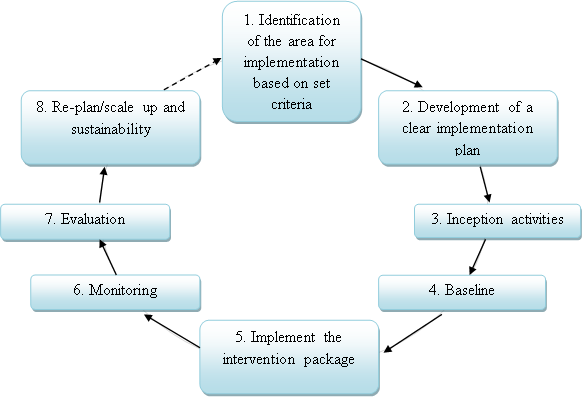 1. Identification
of the area for
implementation
based on set
criteria
2. Development of a
clear implementation
plan
3. Inception activities
4. Baseline
5. Implement the
intervention package
6. Monitoring
7. Evaluation
8. Re-plan/scale up and
sustainability